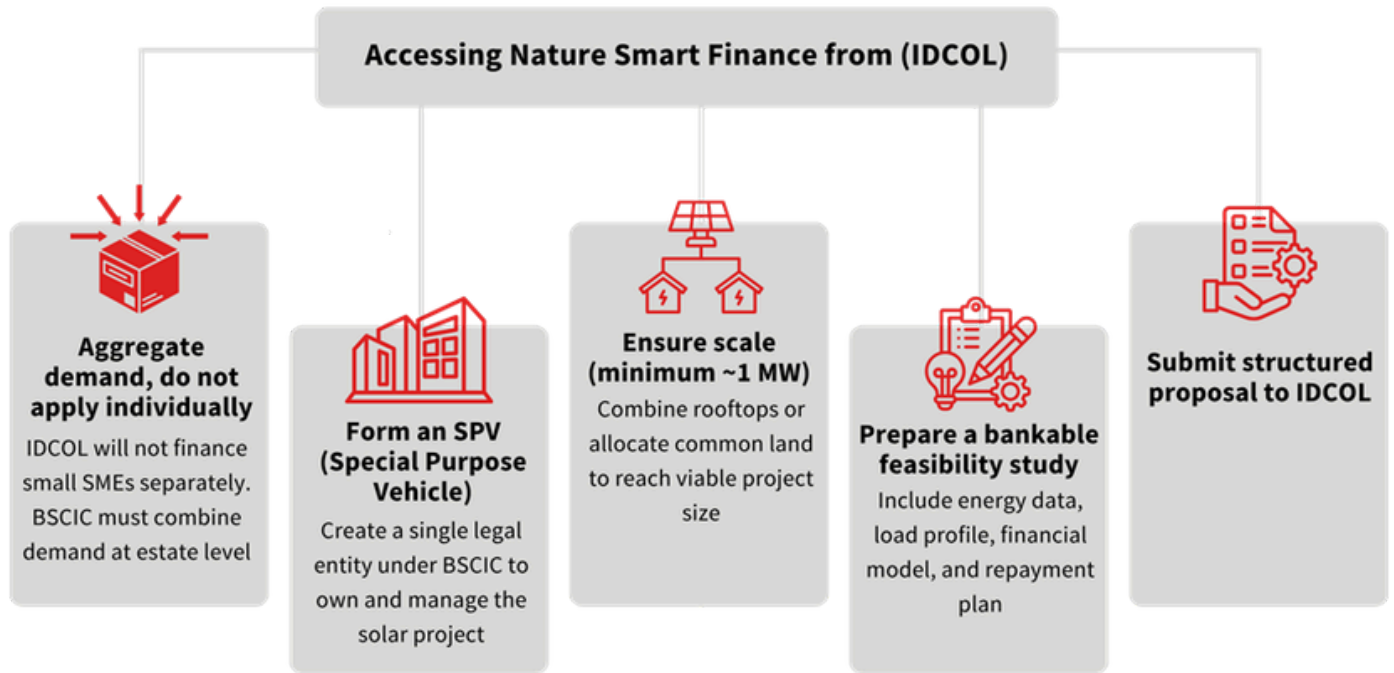 Accessing Nature Smart Finance from (IDCOL)
Aggregate
demand, do not
apply individually
IDCOL will not finance
small SMEs separately.
BSCIC must combine
demand at estate level
Form an SPV
(Special Purpose
Vehicle)
Create a single legal
entity under BSCIC to
own and manage the
solar project
Ensure scale
(minimum ~1 MW)
Combine rooftops or
allocate common land
to reach viable project
size
Prepare a bankable
feasibility study
Include energy data,
load profile, financial
model, and repayment
plan
Submit structured
proposal to IDCOL